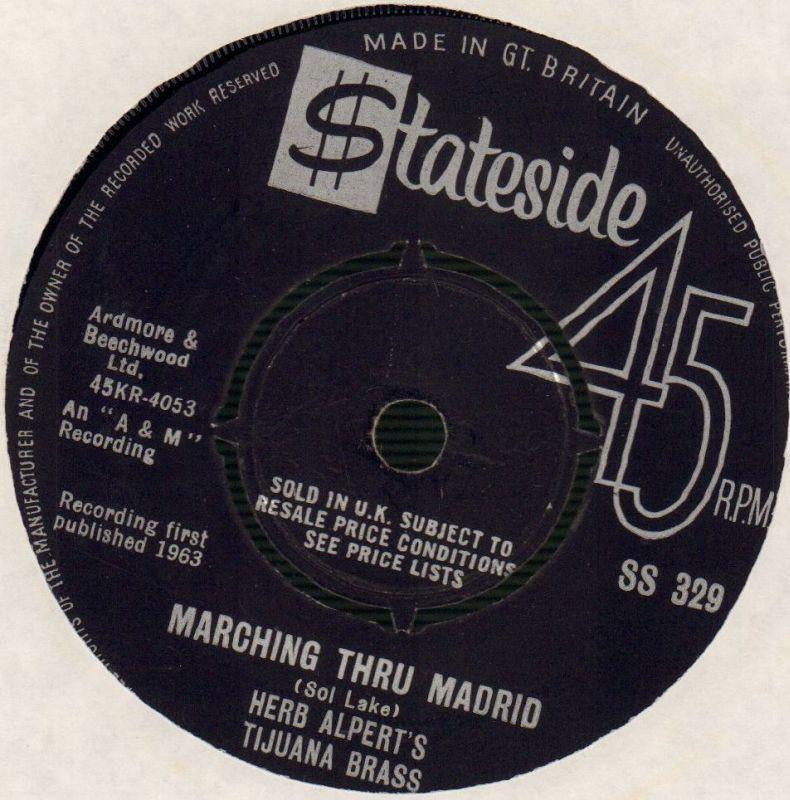 MADE IN GT. BRITAIN
$tateside
45
R.P.M.
Ardmore &
Beechwood
Ltd.
45KR-4053
An "A & M"
Recording
Recording first
published 1963
SOLD IN U.K. SUBJECT TO
RESALE PRICE CONDITIONS
SEE PRICE LISTS
SS 329
MARCHING THRU MADRID
(Sol Lake)
HERB ALPERT'S
TIJUANA BRASS
OF THE MANUFACTURER AND OF THE OWNER OF THE RECORDED WORK RESERVED
UNAUTHORISED PUBLIC